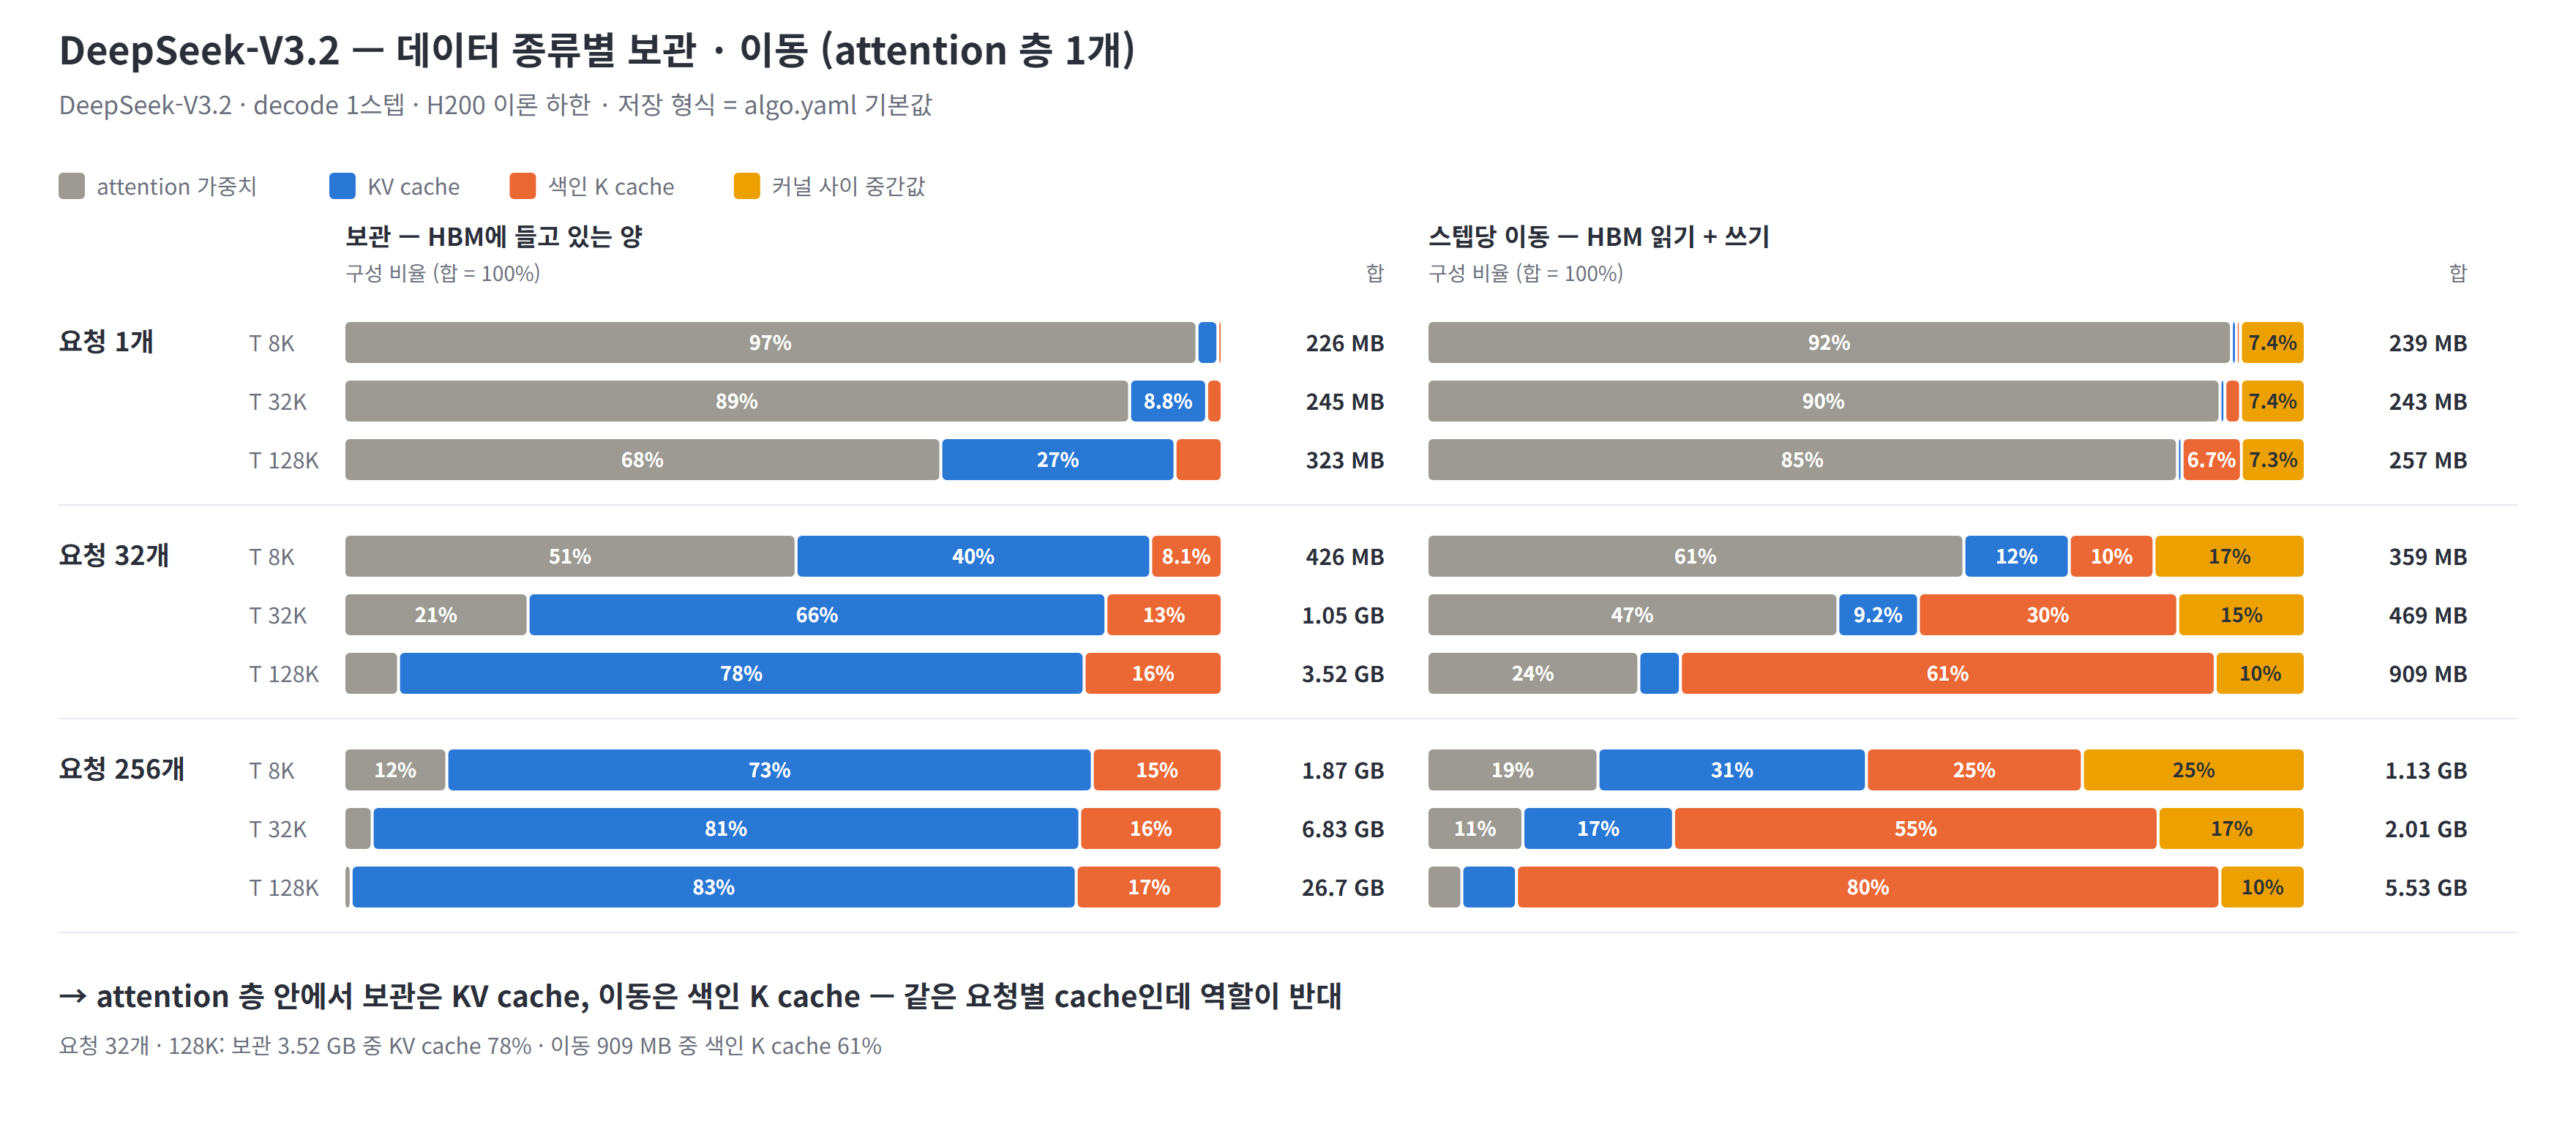 DeepSeek-V3.2 — 데이터 종류별 보관 · 이동 (attention 층 1개)
DeepSeek-V3.2 · decode 1스텝 · H200 이론 하한 · 저장 형식 = algo.yaml 기본값
attention 가중치 KV cache 색인 K cache 커널 사이 중간값
보관 — HBM에 들고 있는 양 스텝당 이동 — HBM 읽기 + 쓰기
구성 비율 (합 = 100%) 합 구성 비율 (합 = 100%) 합
요청 1개 T 8K 97% 226 MB 92% 7.4% 239 MB
T 32K 89% 8.8% 245 MB 90% 7.4% 243 MB
T 128K 68% 27% 323 MB 85% 6.7% 7.3% 257 MB
요청 32개 T 8K 51% 40% 8.1% 426 MB 61% 12% 10% 17% 359 MB
T 32K 21% 66% 13% 1.05 GB 47% 9.2% 30% 15% 469 MB
T 128K 78% 16% 3.52 GB 24% 61% 10% 909 MB
요청 256개 T 8K 12% 73% 15% 1.87 GB 19% 31% 25% 25% 1.13 GB
T 32K 81% 16% 6.83 GB 11% 17% 55% 17% 2.01 GB
T 128K 83% 17% 26.7 GB 80% 10% 5.53 GB
→ attention 층 안에서 보관은 KV cache, 이동은 색인 K cache — 같은 요청별 cache인데 역할이 반대
요청 32개 · 128K: 보관 3.52 GB 중 KV cache 78% · 이동 909 MB 중 색인 K cache 61%